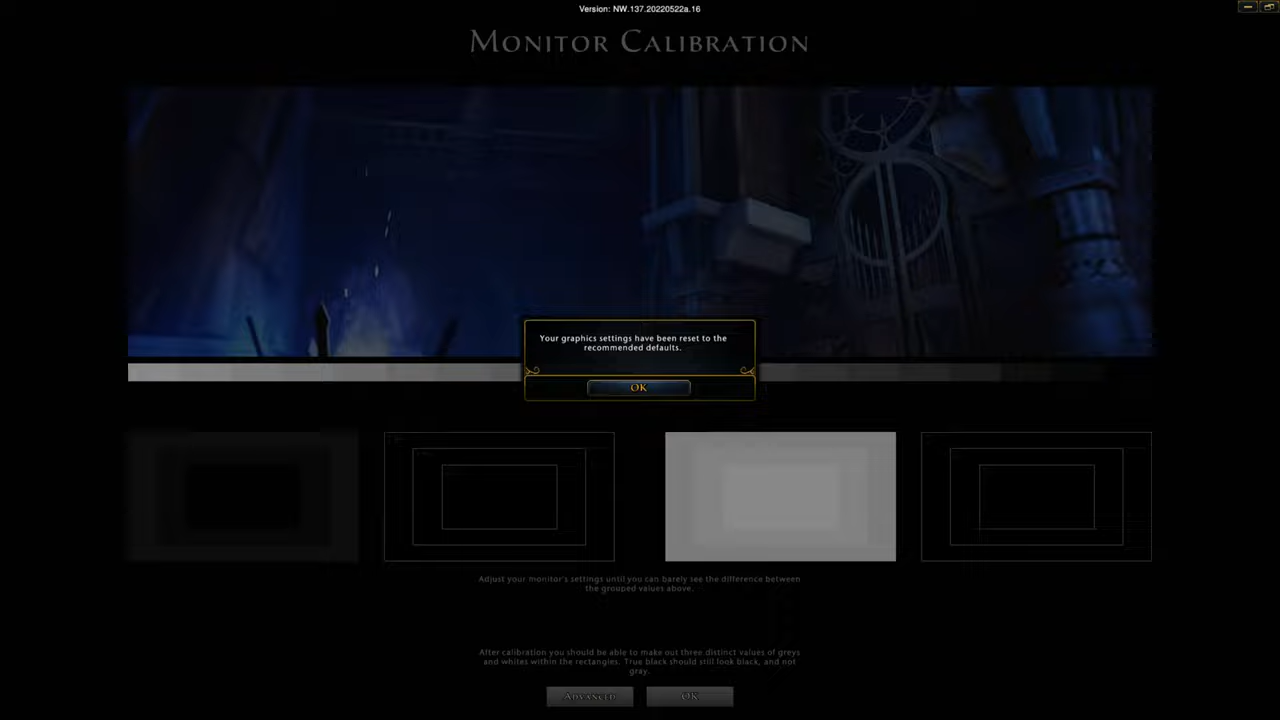 Version: NW.137.20220522a.16
MONITOR CALIBRATION
Your graphics settings have been reset to the
recommended defaults.
OK
Adjust your monitor's settings until you can barely see the difference between
the grouped values above.
After calibration you should be able to make out three distinct values of greys
and whites within the rectangles. True black should still look black, and not
gray.
ADVANCED
OK